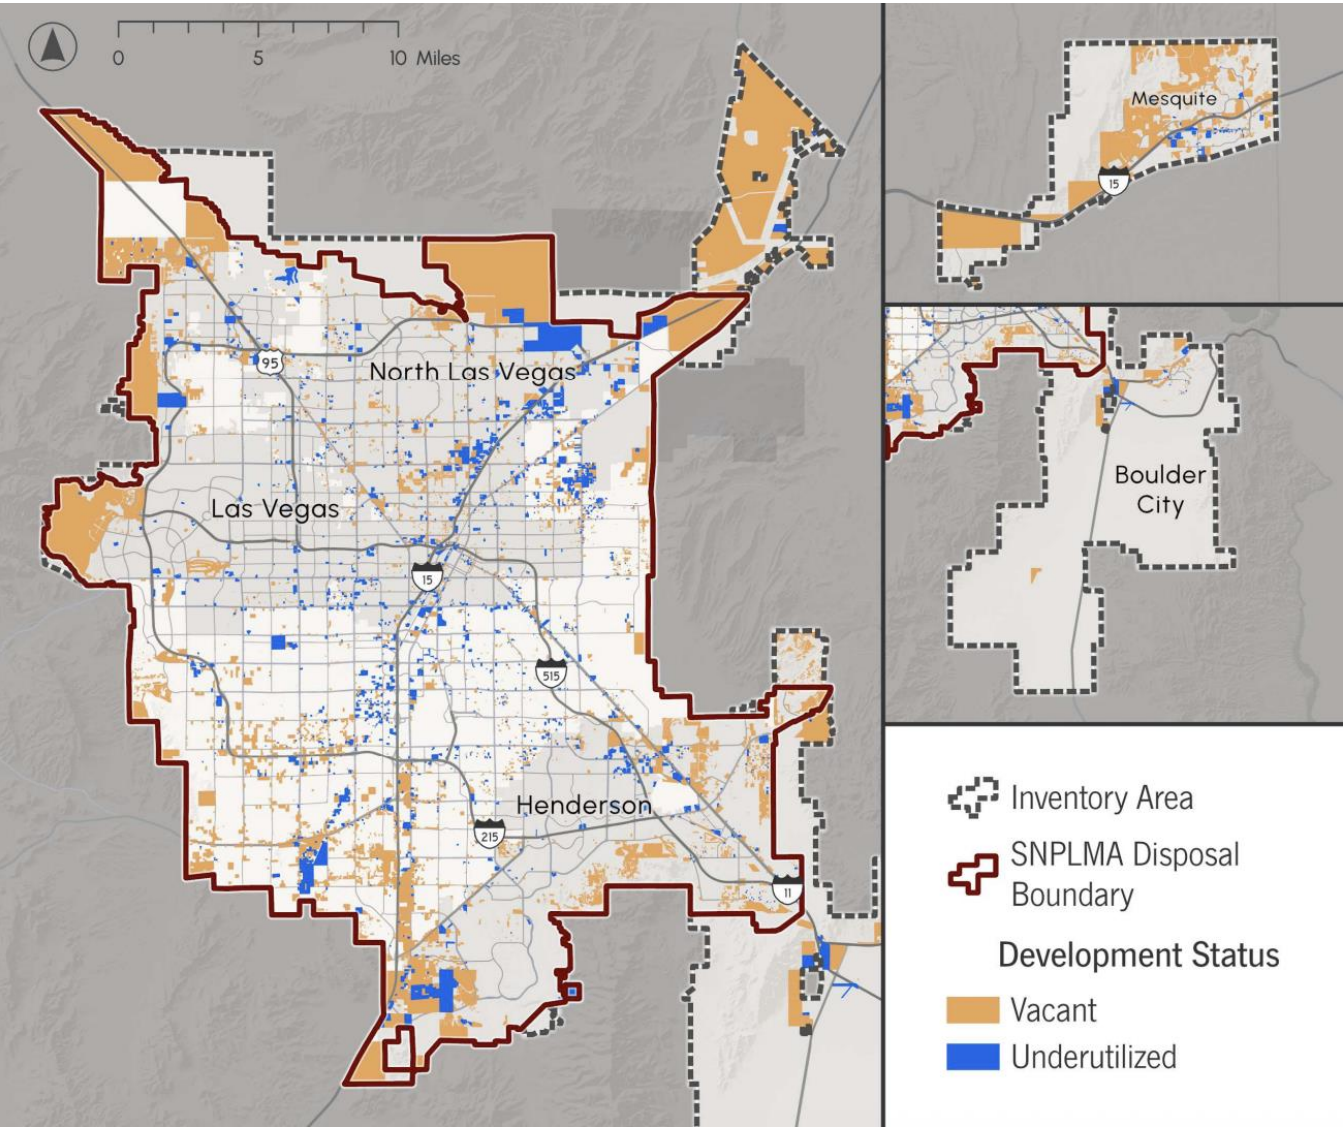 0 5 10 Miles
95
North Las Vegas
Las Vegas
15
515
Henderson
215
11
Mesquite
15
Boulder
City
Inventory Area
SNPLMA Disposal
Boundary
Development Status
Vacant
Underutilized